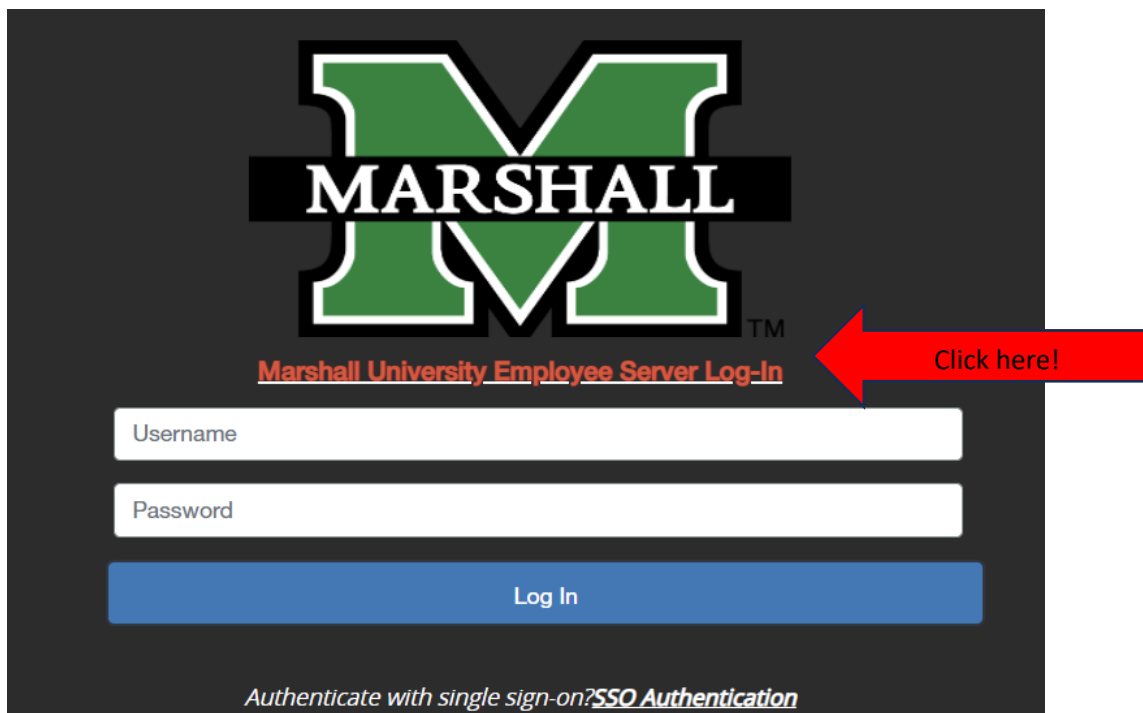 MARSHALL
TM
Marshall University Employee Server Log-In
Click here!
Username
Password
Log In
Authenticate with single sign-on?SSO Authentication